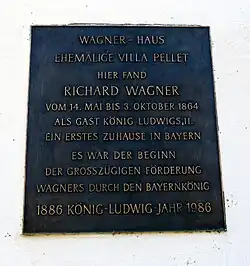 WAGNER-HAUS
EHEMALIGE VILLA PELLET
HIER FAND
RICHARD WAGNER
VOM 14. MAI BIS 3. OKTOBER 1864
ALS GAST KÖNIG LUDWIGS II.
EIN ERSTES ZUHAUSE IN BAYERN
ES WAR DER BEGINN
DER GROSSZÜGIGEN FÖRDERUNG
WAGNERS DURCH DEN BAYERNKÖNIG
1886 KÖNIG-LUDWIG-JAHR 1986